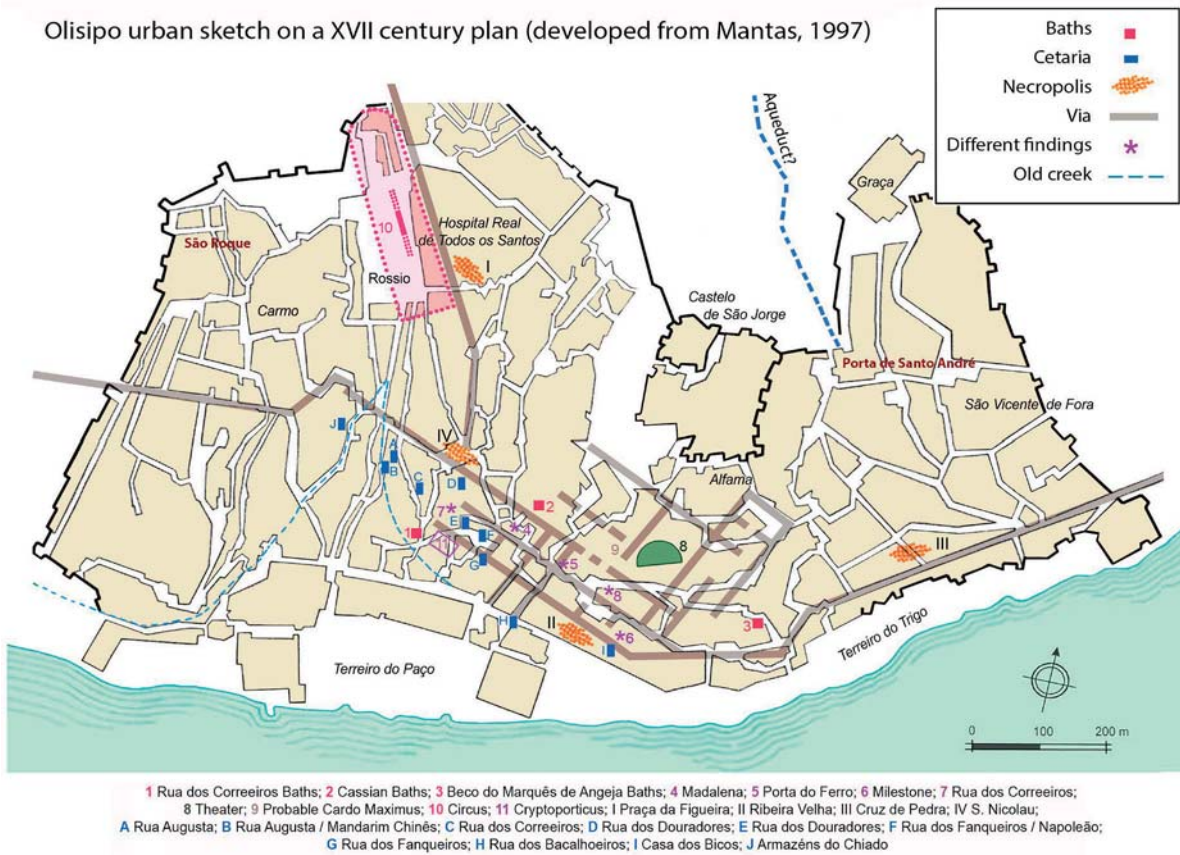 Olisipo urban sketch on a XVII century plan (developed from Mantas, 1997)
Baths
Cetaria
Necropolis
Via
Different findings
*
Old creek
Aqueduct?
Graça
São Roque
10
Hospital Real
de Todos os Santos
I
Rossio
Carmo
Castelo
de São Jorge
Porta de Santo André
São Vicente de Fora
J
IV
A
B
C
D
Alfama
2
7*
E
*4
1
11
F
G
9
8
III
*5
*8
H
II
*6
3
I
Terreiro do Trigo
Terreiro do Paço
0 100 200 m
1 Rua dos Correeiros Baths; 2 Cassian Baths; 3 Beco do Marquês de Angeja Baths; 4 Madalena; 5 Porta do Ferro; 6 Milestone; 7 Rua dos Correeiros;
8 Theater; 9 Probable Cardo Maximus; 10 Circus; 11 Cryptoporticus; I Praça da Figueira; II Ribeira Velha; III Cruz de Pedra; IV S. Nicolau;
A Rua Augusta; B Rua Augusta / Mandarim Chinês; C Rua dos Correeiros; D Rua dos Douradores; E Rua dos Douradores; F Rua dos Fanqueiros / Napoleão;
G Rua dos Fanqueiros; H Rua dos Bacalhoeiros; I Casa dos Bicos; J Armazéns do Chiado